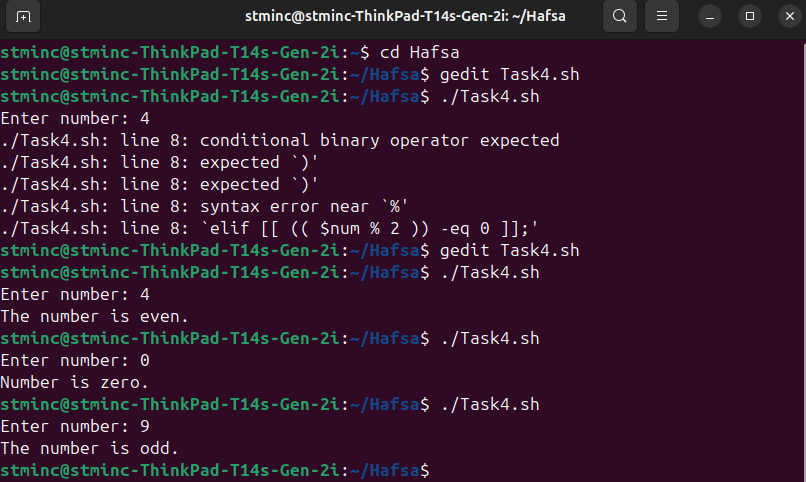 stminc@stminc-ThinkPad-T14s-Gen-2i: ~/Hafsa
stminc@stminc-ThinkPad-T14s-Gen-2i:~$ cd Hafsa
stminc@stminc-ThinkPad-T14s-Gen-2i:~/Hafsa$ gedit Task4.sh
stminc@stminc-ThinkPad-T14s-Gen-2i:~/Hafsa$ ./Task4.sh
Enter number: 4
./Task4.sh: line 8: conditional binary operator expected
./Task4.sh: line 8: expected `)'
./Task4.sh: line 8: expected `)'
./Task4.sh: line 8: syntax error near `%'
./Task4.sh: line 8: `elif [[ (( $num % 2 )) -eq 0 ]];'
stminc@stminc-ThinkPad-T14s-Gen-2i:~/Hafsa$ gedit Task4.sh
stminc@stminc-ThinkPad-T14s-Gen-2i:~/Hafsa$ ./Task4.sh
Enter number: 4
The number is even.
stminc@stminc-ThinkPad-T14s-Gen-2i:~/Hafsa$ ./Task4.sh
Enter number: 0
Number is zero.
stminc@stminc-ThinkPad-T14s-Gen-2i:~/Hafsa$ ./Task4.sh
Enter number: 9
The number is odd.
stminc@stminc-ThinkPad-T14s-Gen-2i:~/Hafsa$